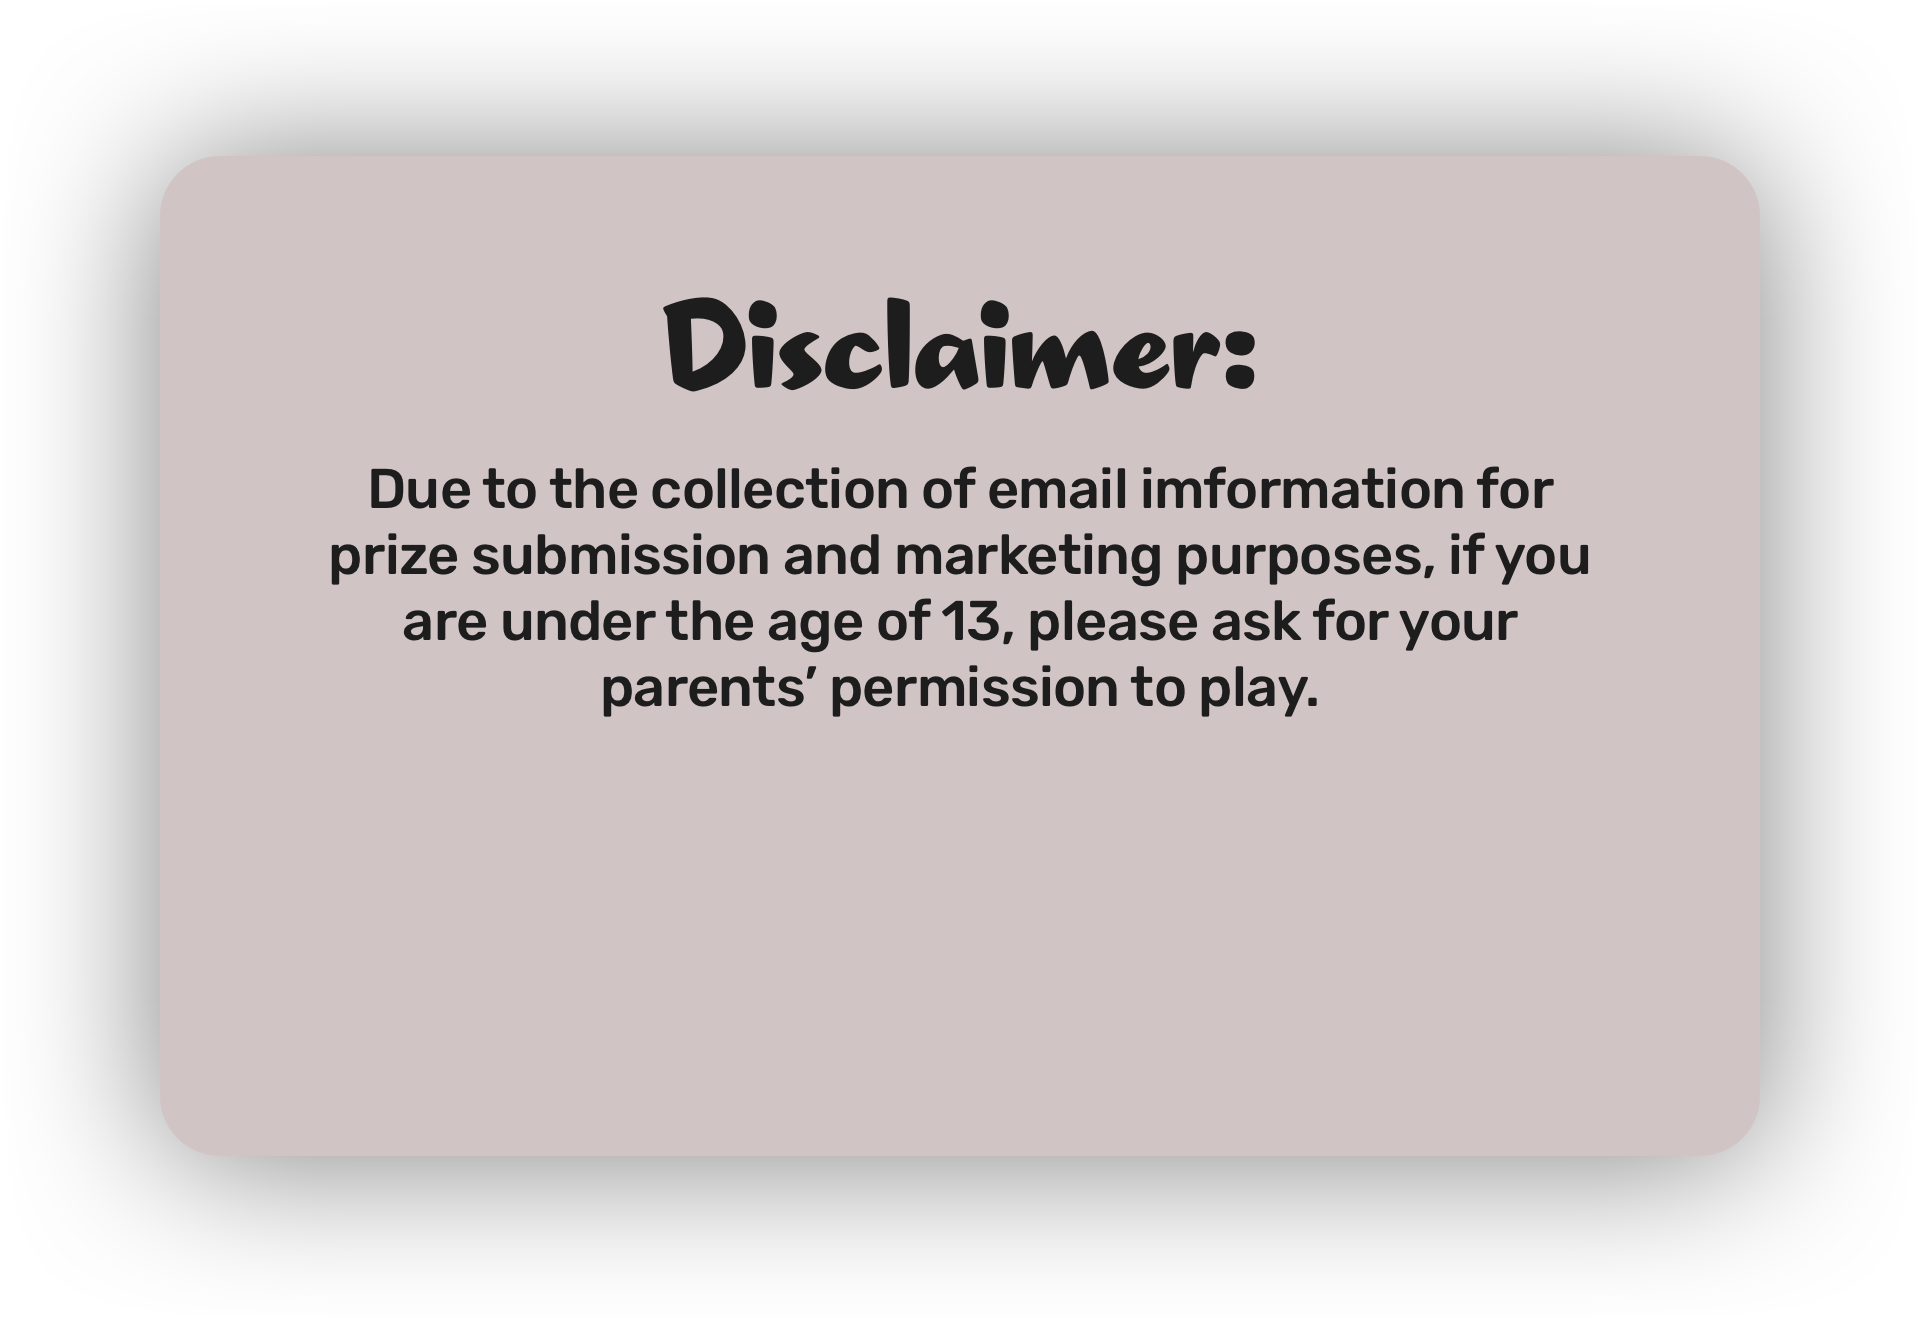 Disclaimer:
Due to the collection of email imformation for
prize submission and marketing purposes, if you
are under the age of 13, please ask for your
parents’ permission to play.